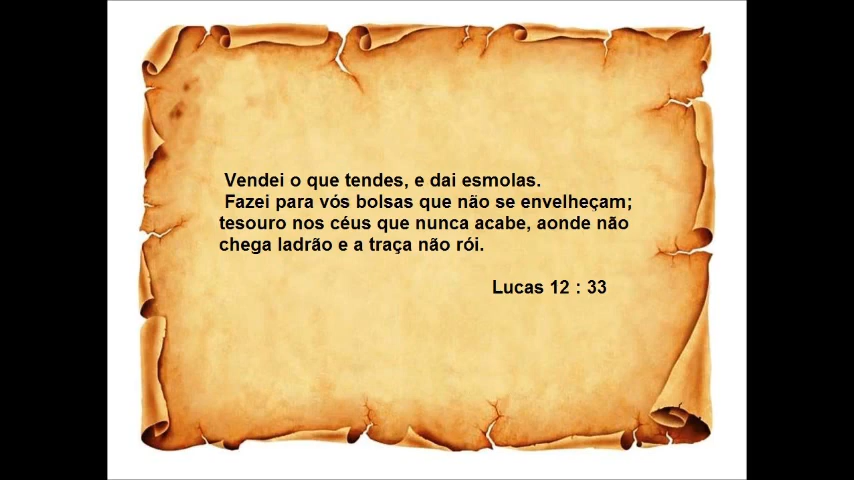 Vendei o que tendes, e dai esmolas.
Fazei para vós bolsas que não se envelheçam;
tesouro nos céus que nunca acabe, aonde não
chega ladrão e a traça não rói.
Lucas 12 : 33